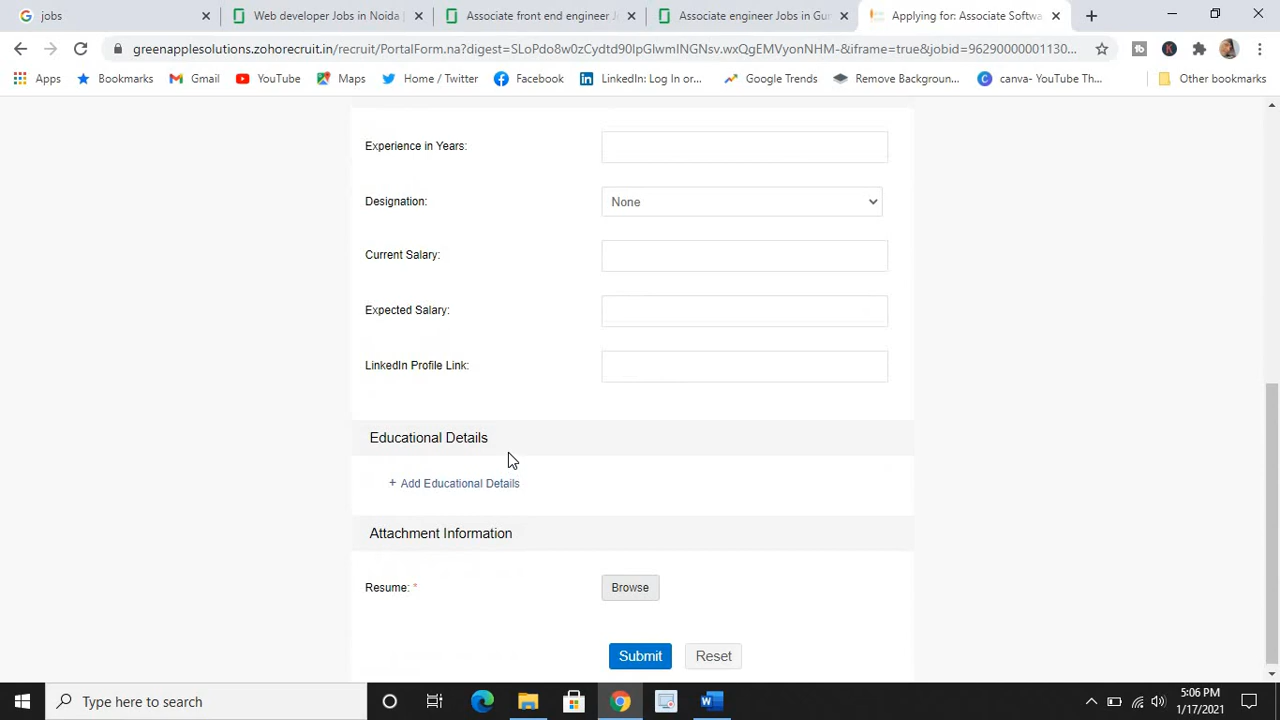 jobs
Web developer Jobs in Noida
Associate front end engineer J
Associate engineer Jobs in Gur
Applying for: Associate Softwa
greenapplesolutions.zohorecruit.in/recruit/PortalForm.na?digest=SLoPdo8w0zCydtd90lpGlwmINGNsv.wxQgEMVyonNHM-&iframe=true&jobid=96290000001130...
Apps
Bookmarks
Gmail
YouTube
Maps
Home / Twitter
Facebook
LinkedIn: Log In or...
Google Trends
Remove Backgroun...
canva- YouTube Th...
Other bookmarks
Experience in Years:
Designation:
None
Current Salary:
Expected Salary:
LinkedIn Profile Link:
Educational Details
+ Add Educational Details
Attachment Information
Resume: *
Browse
Submit
Reset
Type here to search
5:06 PM
1/17/2021